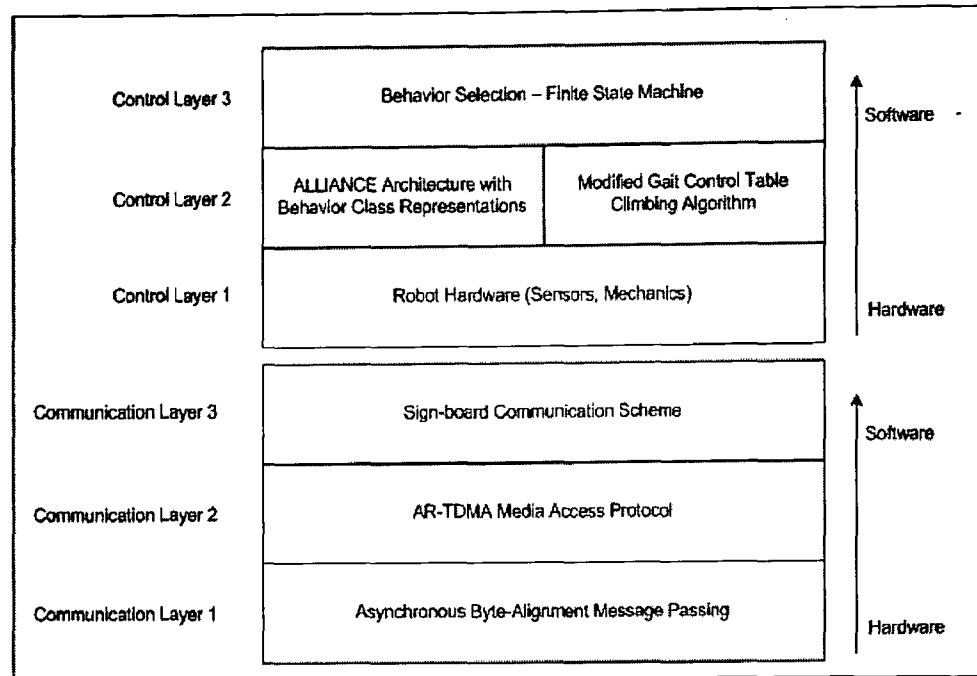 Control Layer 3
Behavior Selection – Finite State Machine
Software
Control Layer 2
ALLIANCE Architecture with
Behavior Class Representations
Modified Gait Control Table
Climbing Algorithm
Control Layer 1
Robot Hardware (Sensors, Mechanics)
Hardware
Communication Layer 3
Sign-board Communication Scheme
Software
Communication Layer 2
AR-TDMA Media Access Protocol
Communication Layer 1
Asynchronous Byte-Alignment Message Passing
Hardware